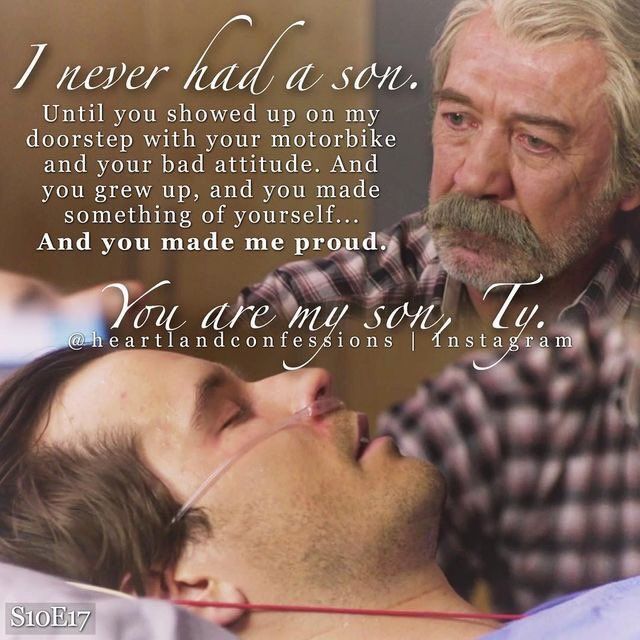 I never had a son.
Until you showed up on my
doorstep with your motorbike
and your bad attitude. And
you grew up, and you made
something of yourself...
And you made me proud.
You are my son, Ty.
@heartlandconfessions | Instagram
S10E17